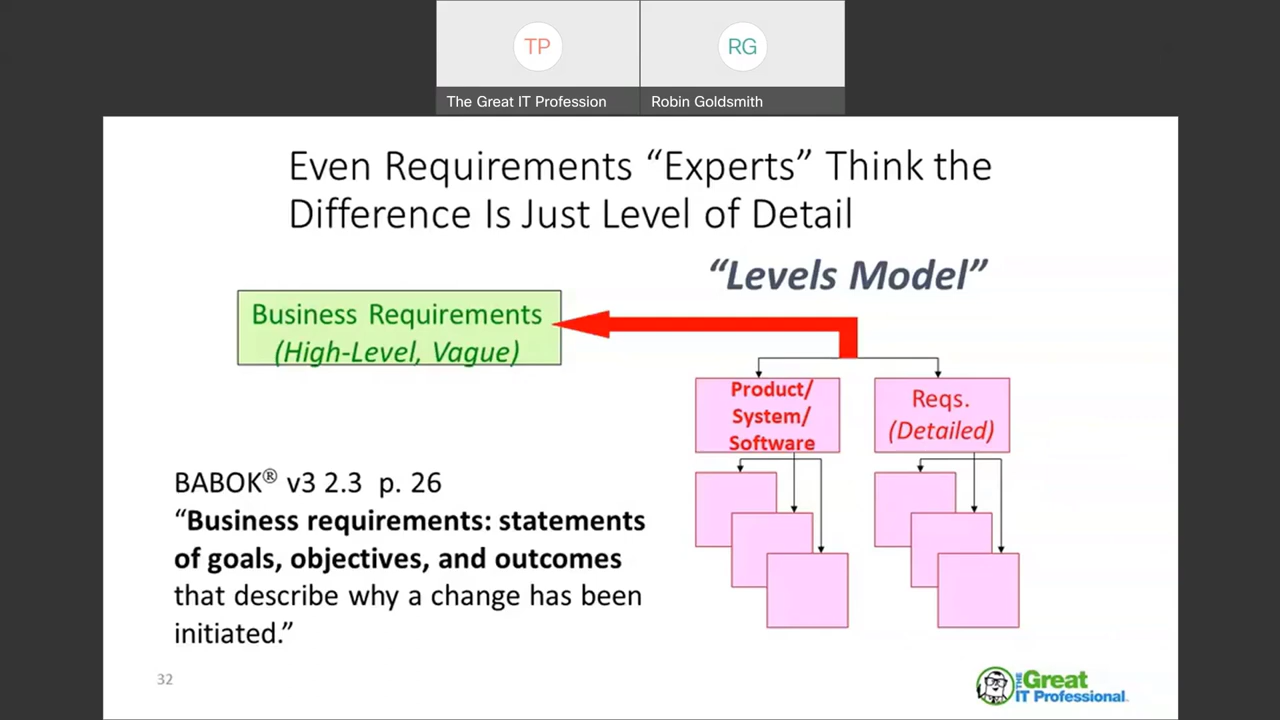 TP
RG
The Great IT Profession
Robin Goldsmith
Even Requirements “Experts” Think the
Difference Is Just Level of Detail
“Levels Model”
Business Requirements
(High-Level, Vague)
Product/
System/
Software
Reqs.
(Detailed)
BABOK® v3 2.3 p. 26
“Business requirements: statements
of goals, objectives, and outcomes
that describe why a change has been
initiated.”
32
THE Great
IT Professional